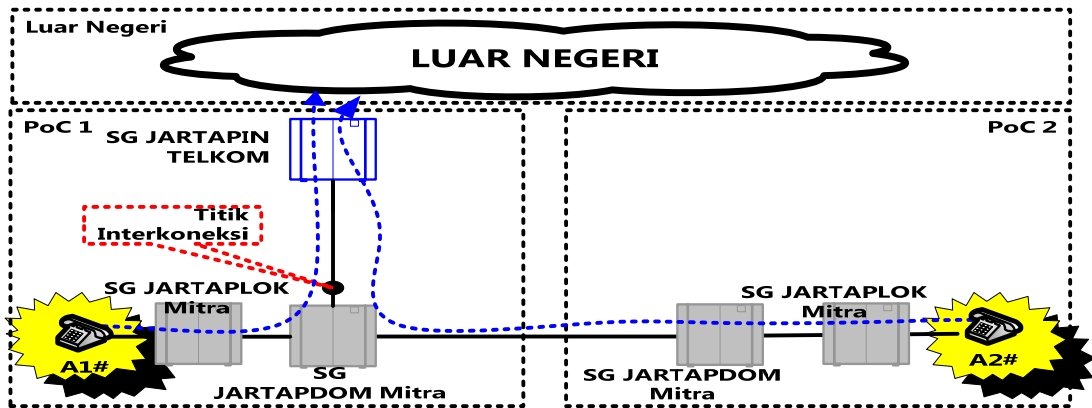 Luar Negeri
LUAR NEGERI
PoC 1
SG JARTAPIN
TELKOM
PoC 2
Titik
Interkoneksi
SG JARTAPLOK
Mitra
SG JARTAPLOK
Mitra
A1#
A2#
SG
JARTAPDOM Mitra
SG JARTAPDOM
Mitra